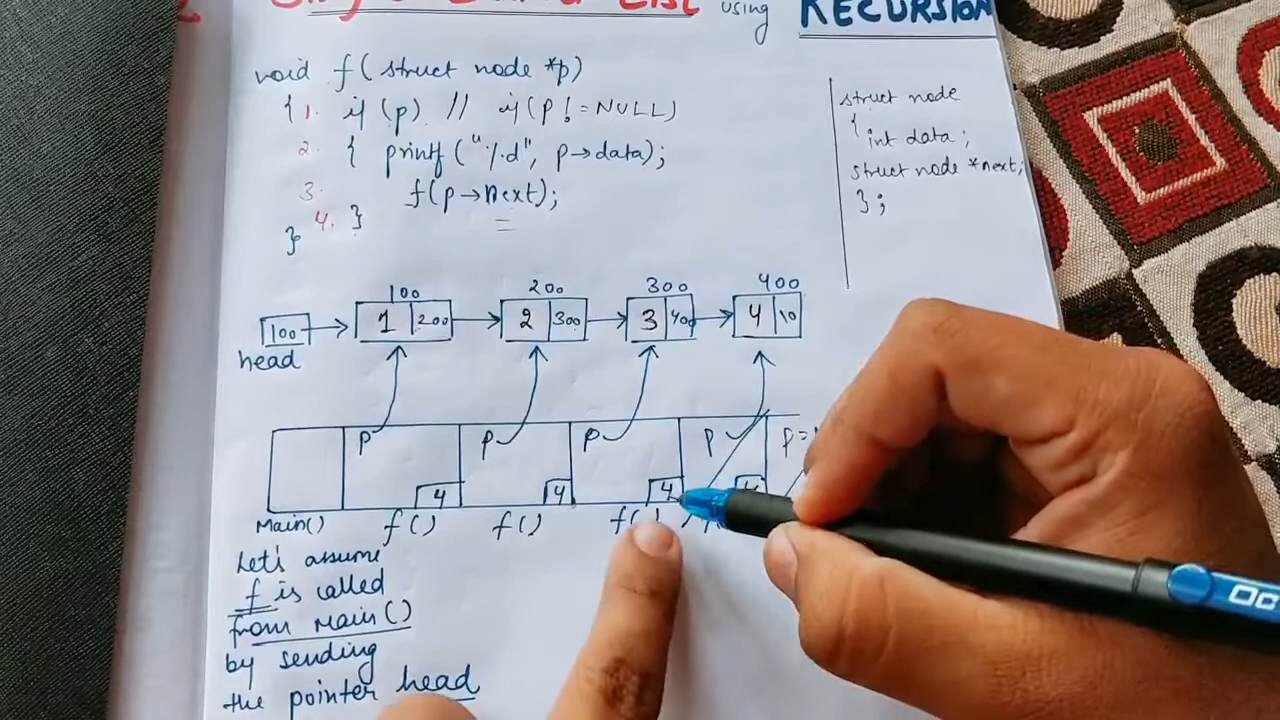 List using RECURSION
void f( struct node *p)
{ 1. if (p) // if (P != NULL)
2. { printf ("%d", p→data);
3. f(p→next);
4. }
}
struct node
{
int data;
struct node *next;
};
100 200 300 400
100 1 200 2 300 3 400 4 10
head
P P P P P=
4 4 4
Main() f() f() f()
Let's assume
f is called
from Main()
by sending
the pointer head